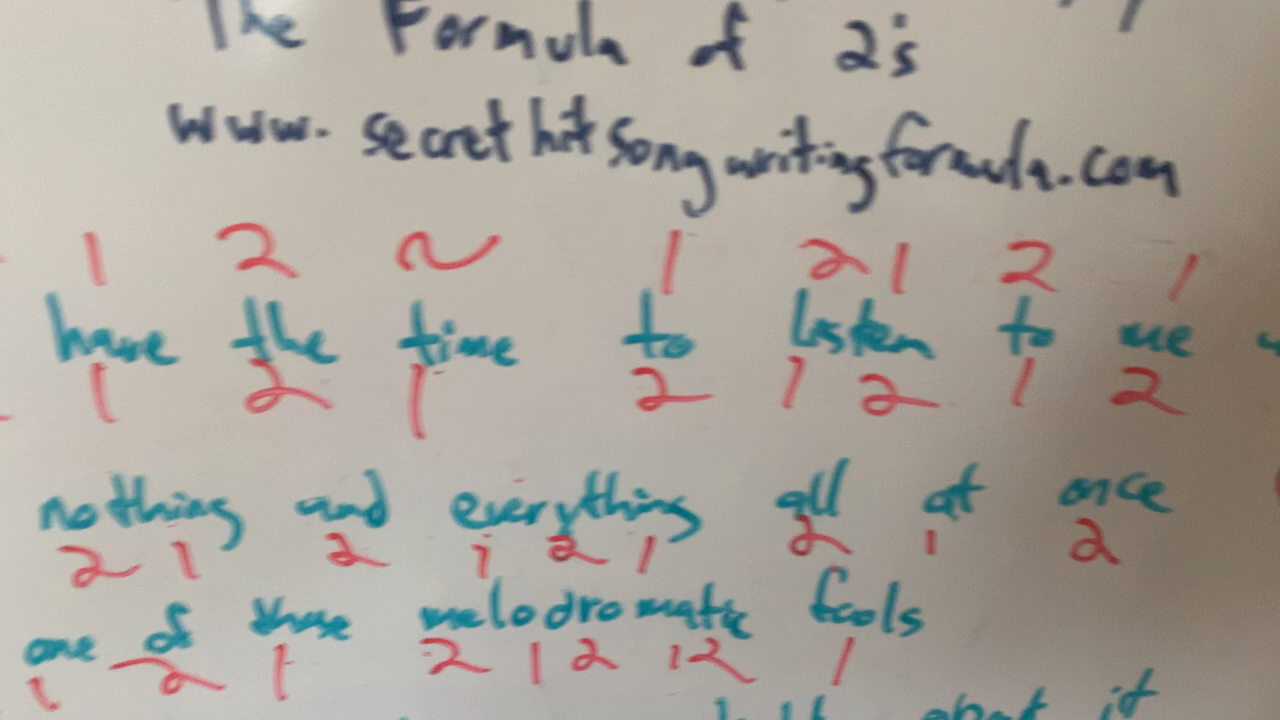 The Formula of 2's
www.secrethitsongwritingformula.com
1 2 ~ 1 2 1 2 1
have the time to listen to me
1 2 1 2 1 2 1 2
nothing and everything all at once
2 1 2 1 2 1 2 1 2
one of those melodromatic fools
1 2 1 2 1 2 1 2 1
about it